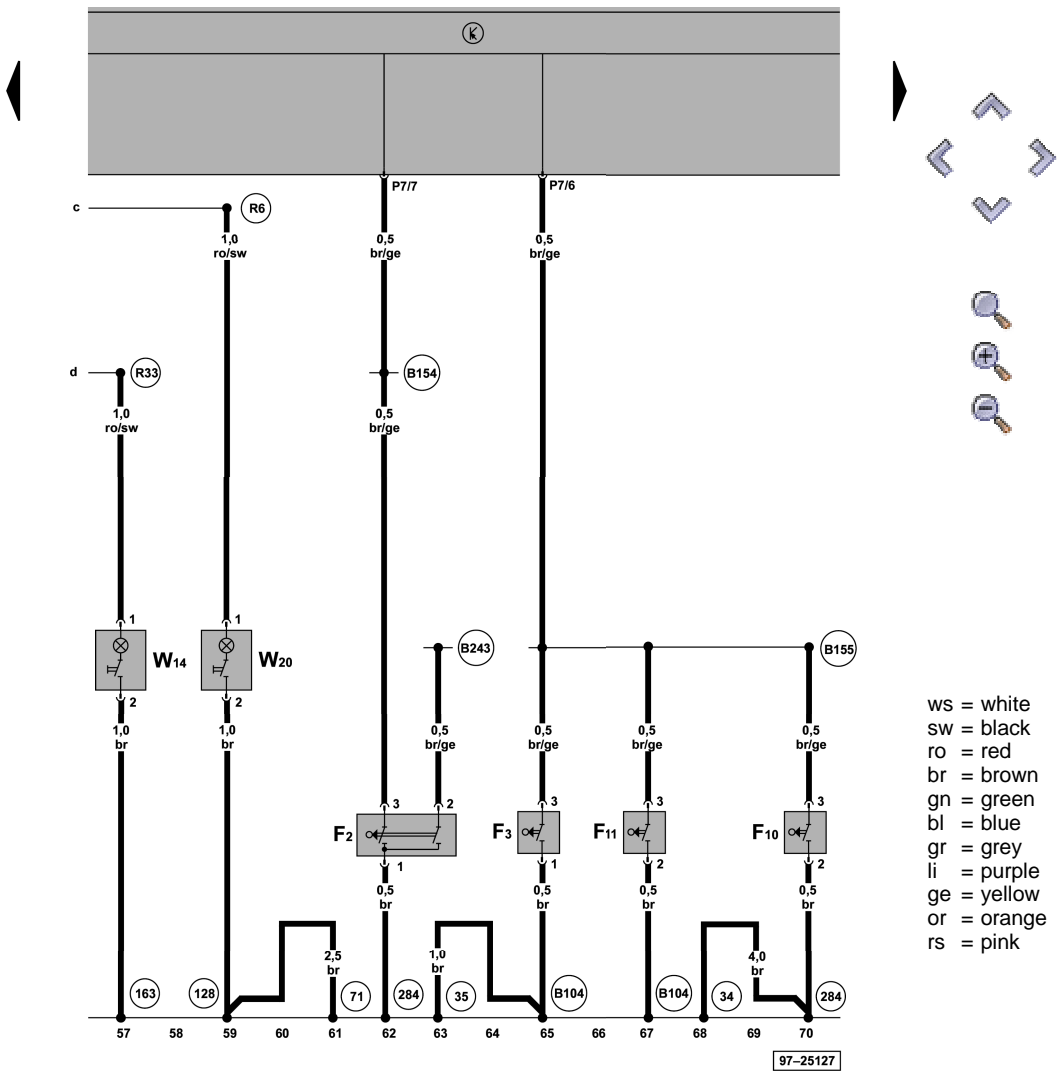 P7/7 P7/6
c R6
1,0 0,5 0,5
ro/sw br/ge br/ge
d R33 B154
1,0 0,5
ro/sw br/ge
1 1
W14 W20 B243 B155
2 2
1,0 1,0 0,5 0,5 0,5 0,5
br br br/ge br/ge br/ge br/ge
3 2 3 3 3
F2 F3 F11 F10
1 1 2 2
0,5 0,5 0,5 0,5
br br br br
2,5 1,0 4,0
br br br
163 128 71 284 35 B104 B104 34 284
57 58 59 60 61 62 63 64 65 66 67 68 69 70
97–25127
ws = white
sw = black
ro = red
br = brown
gn = green
bl = blue
gr = grey
li = purple
ge = yellow
or = orange
rs = pink